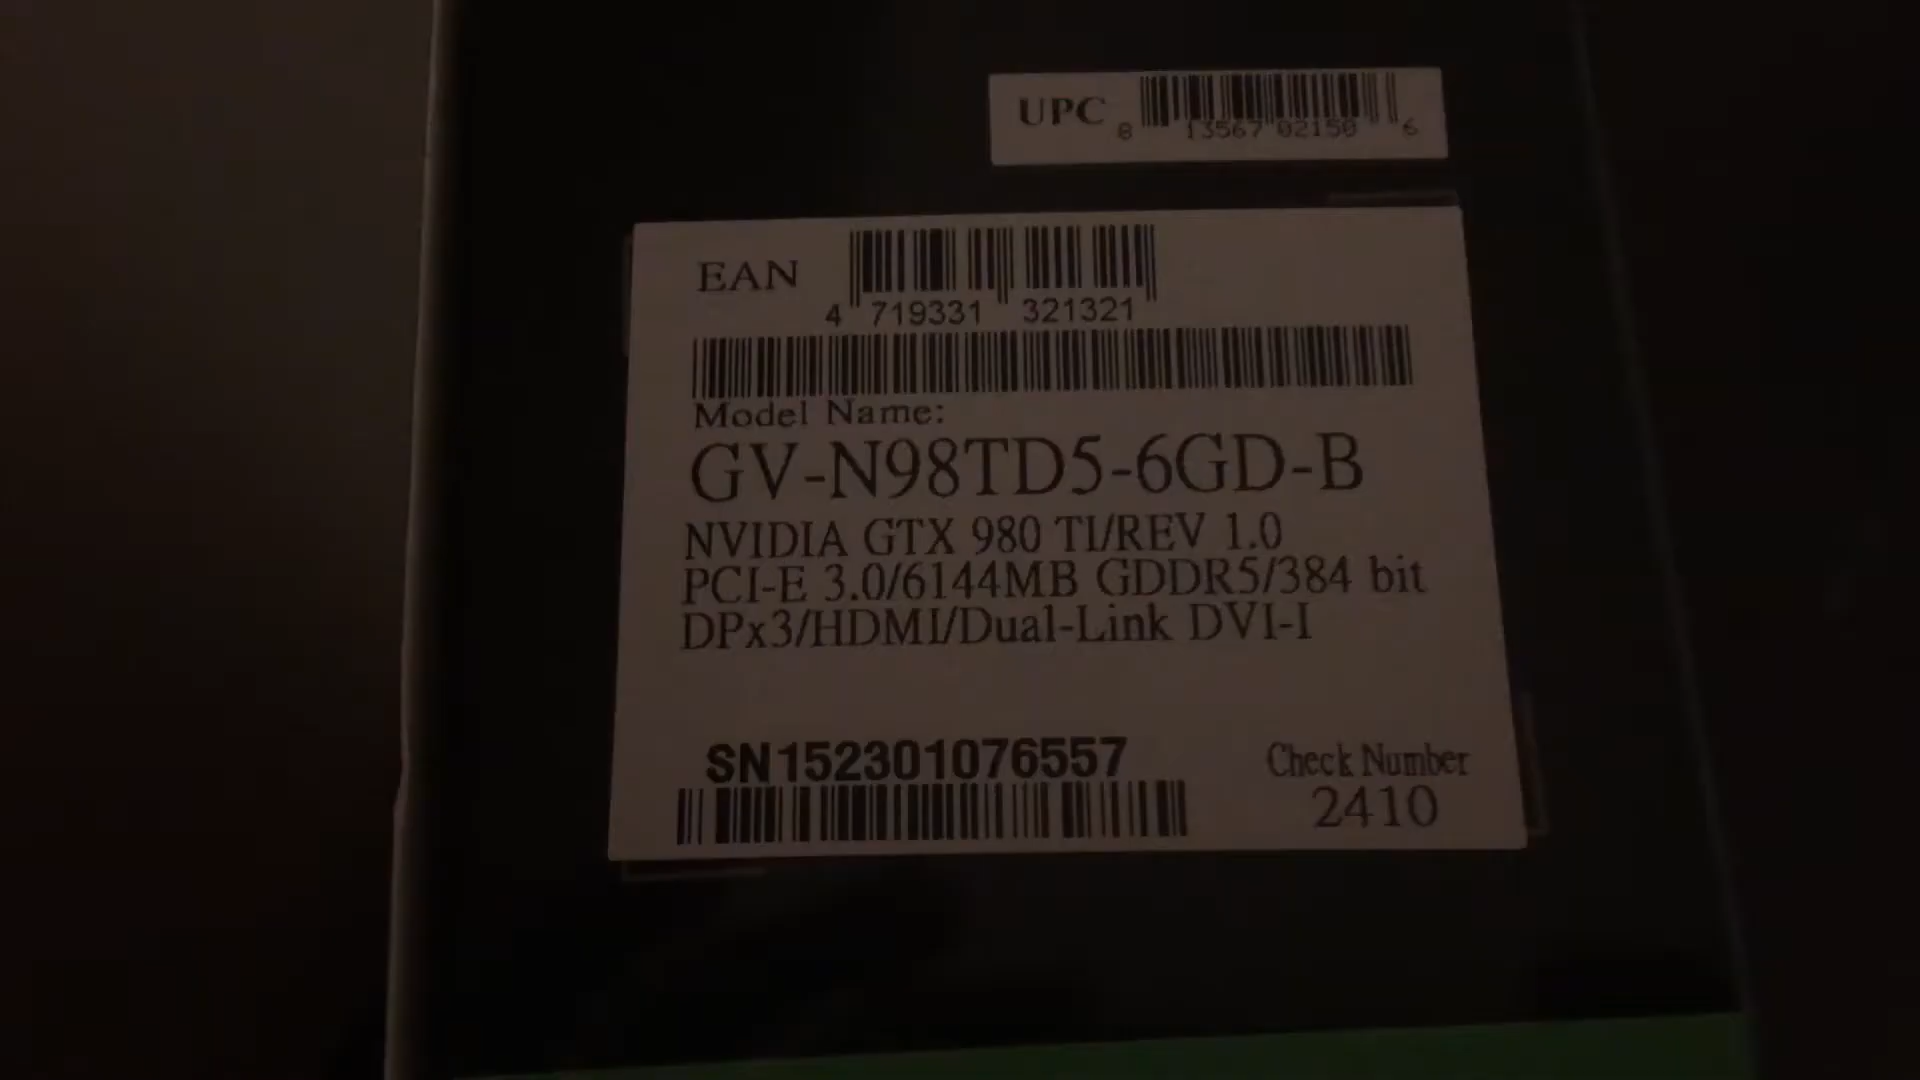 UPC 8 13567 02150 6
EAN
4 719331 321321
Model Name:
GV-N98TD5-6GD-B
NVIDIA GTX 980 TI/REV 1.0
PCI-E 3.0/6144MB GDDR5/384 bit
DPx3/HDMI/Dual-Link DVI-I
SN152301076557
Check Number
2410